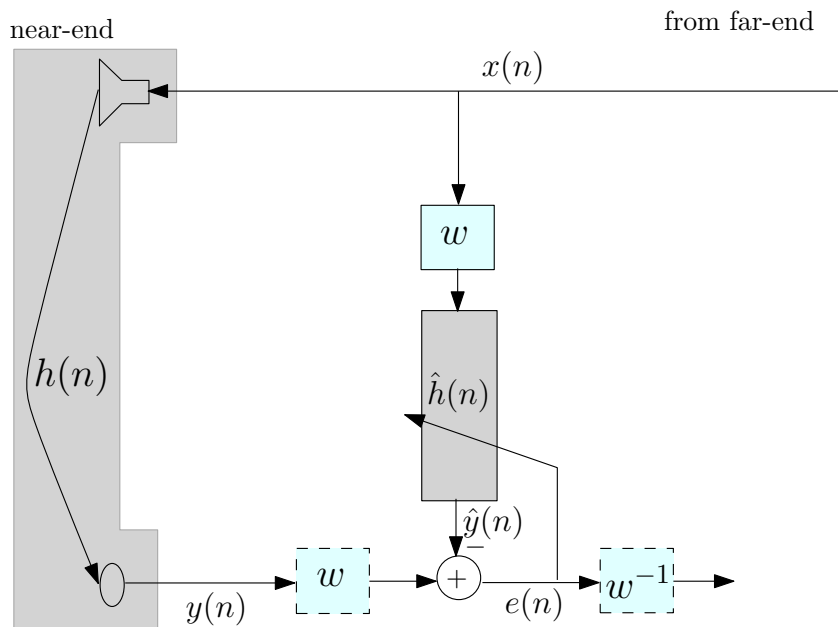 from far-end
near-end
x(n)
w
h(n)
ĥ(n)
ŷ(n)
−
w
+
w⁻¹
y(n)
e(n)